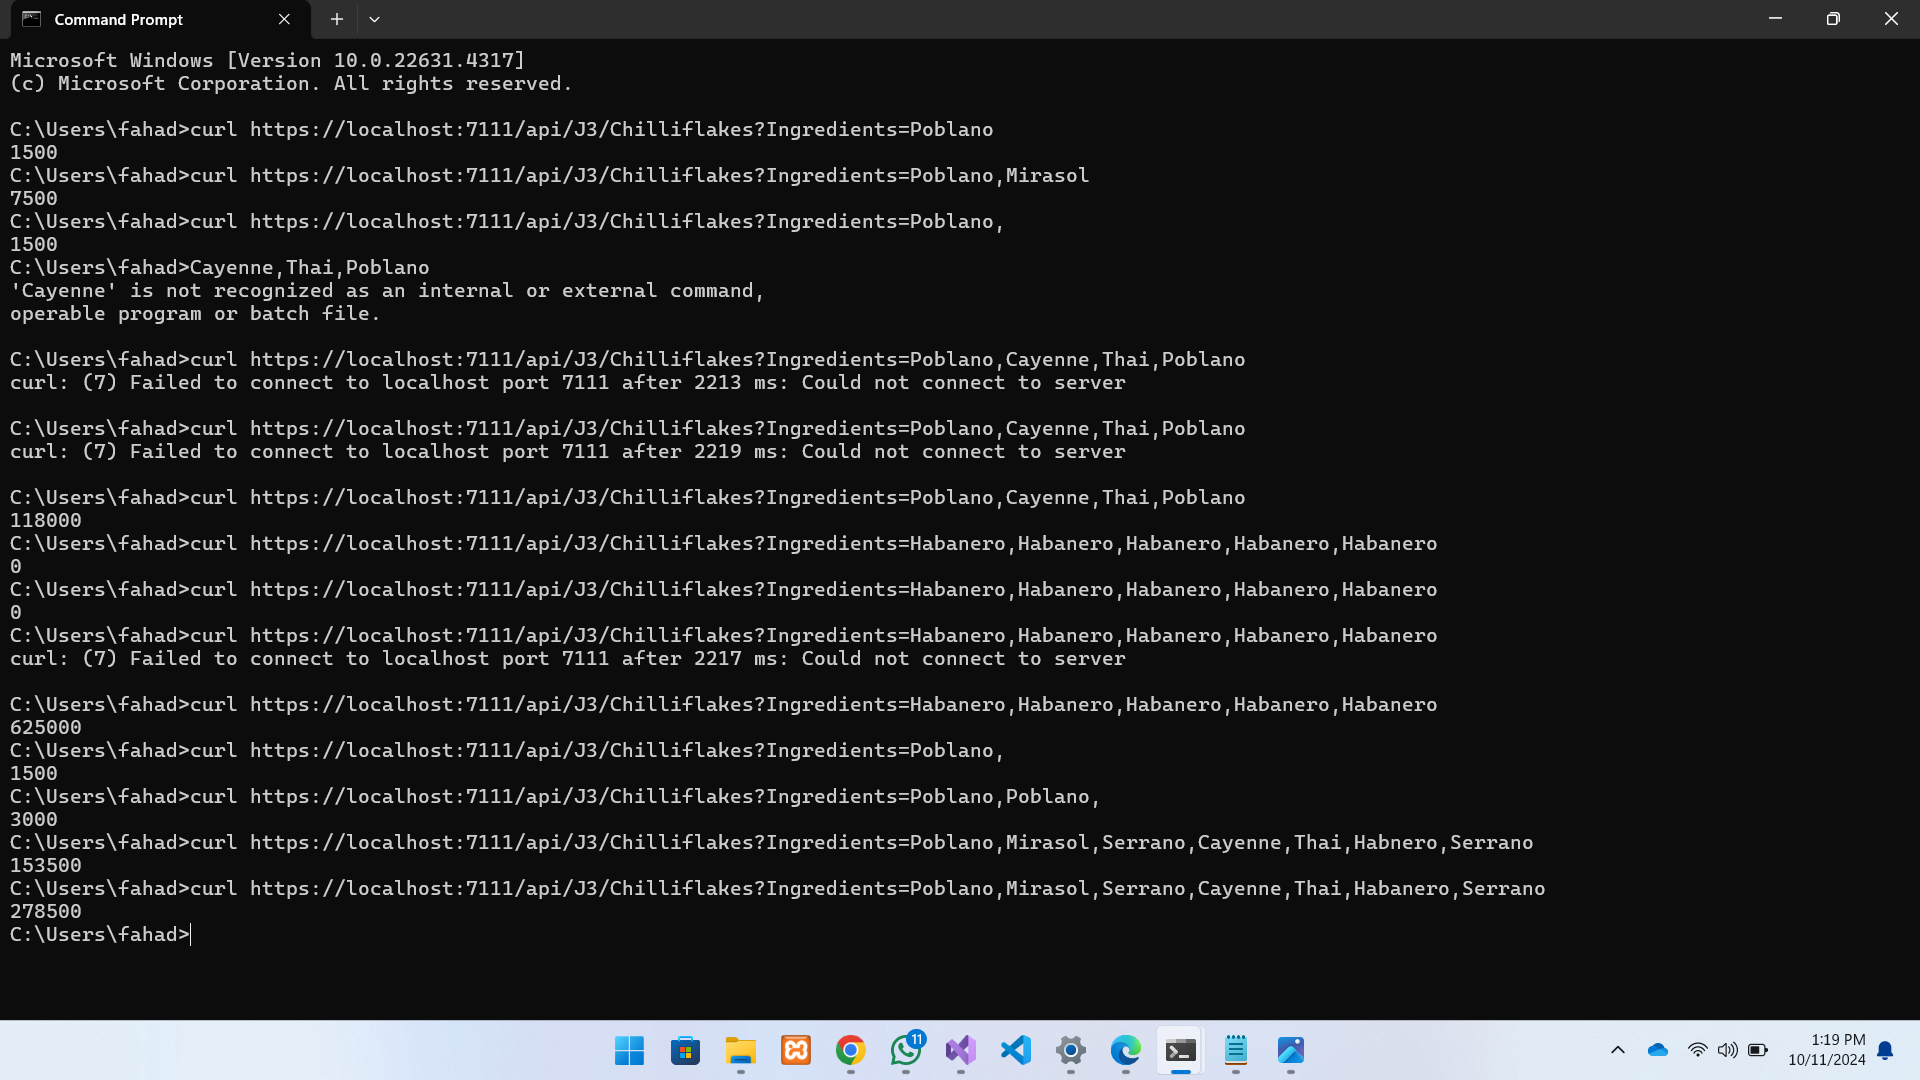 Command Prompt
Microsoft Windows [Version 10.0.22631.4317]
(c) Microsoft Corporation. All rights reserved.
C:\Users\fahad>curl https://localhost:7111/api/J3/Chilliflakes?Ingredients=Poblano
1500
C:\Users\fahad>curl https://localhost:7111/api/J3/Chilliflakes?Ingredients=Poblano,Mirasol
7500
C:\Users\fahad>curl https://localhost:7111/api/J3/Chilliflakes?Ingredients=Poblano,
1500
C:\Users\fahad>Cayenne,Thai,Poblano
'Cayenne' is not recognized as an internal or external command,
operable program or batch file.
C:\Users\fahad>curl https://localhost:7111/api/J3/Chilliflakes?Ingredients=Poblano,Cayenne,Thai,Poblano
curl: (7) Failed to connect to localhost port 7111 after 2213 ms: Could not connect to server
C:\Users\fahad>curl https://localhost:7111/api/J3/Chilliflakes?Ingredients=Poblano,Cayenne,Thai,Poblano
curl: (7) Failed to connect to localhost port 7111 after 2219 ms: Could not connect to server
C:\Users\fahad>curl https://localhost:7111/api/J3/Chilliflakes?Ingredients=Poblano,Cayenne,Thai,Poblano
118000
C:\Users\fahad>curl https://localhost:7111/api/J3/Chilliflakes?Ingredients=Habanero,Habanero,Habanero,Habanero,Habanero
0
C:\Users\fahad>curl https://localhost:7111/api/J3/Chilliflakes?Ingredients=Habanero,Habanero,Habanero,Habanero,Habanero
0
C:\Users\fahad>curl https://localhost:7111/api/J3/Chilliflakes?Ingredients=Habanero,Habanero,Habanero,Habanero,Habanero
curl: (7) Failed to connect to localhost port 7111 after 2217 ms: Could not connect to server
C:\Users\fahad>curl https://localhost:7111/api/J3/Chilliflakes?Ingredients=Habanero,Habanero,Habanero,Habanero,Habanero
625000
C:\Users\fahad>curl https://localhost:7111/api/J3/Chilliflakes?Ingredients=Poblano,
1500
C:\Users\fahad>curl https://localhost:7111/api/J3/Chilliflakes?Ingredients=Poblano,Poblano,
3000
C:\Users\fahad>curl https://localhost:7111/api/J3/Chilliflakes?Ingredients=Poblano,Mirasol,Serrano,Cayenne,Thai,Habnero,Serrano
153500
C:\Users\fahad>curl https://localhost:7111/api/J3/Chilliflakes?Ingredients=Poblano,Mirasol,Serrano,Cayenne,Thai,Habanero,Serrano
278500
C:\Users\fahad>
11
1:19 PM
10/11/2024